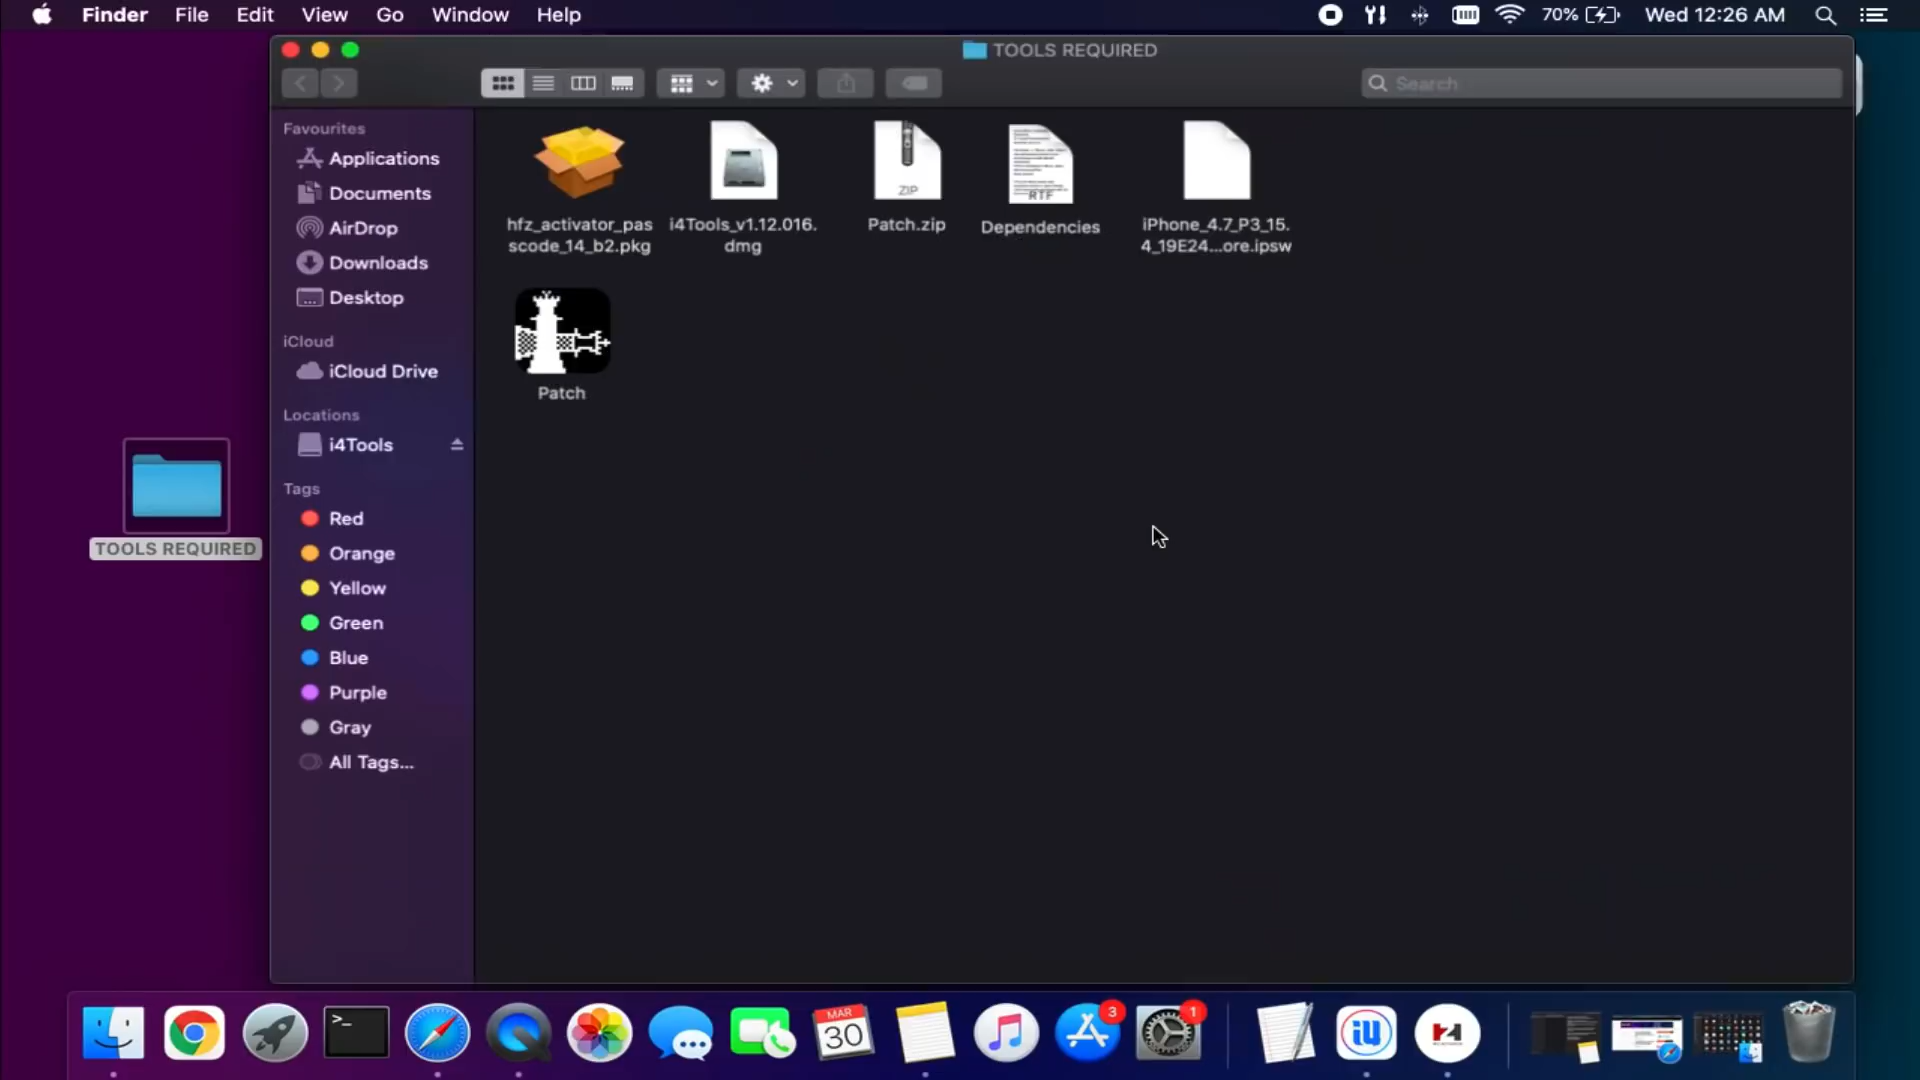 Finder File Edit View Go Window Help 70% Wed 12:26 AM
TOOLS REQUIRED
Search
Favourites
Applications
Documents
AirDrop
Downloads
Desktop
iCloud
iCloud Drive
Locations
i4Tools
Tags
Red
Orange
Yellow
Green
Blue
Purple
Gray
All Tags...
hfz_activator_pas
scode_14_b2.pkg
i4Tools_v1.12.016.
dmg
ZIP
Patch.zip
RTF
Dependencies
iPhone_4.7_P3_15.
4_19E24...ore.ipsw
Patch
TOOLS REQUIRED
>_
MAR
30
3
1
iU